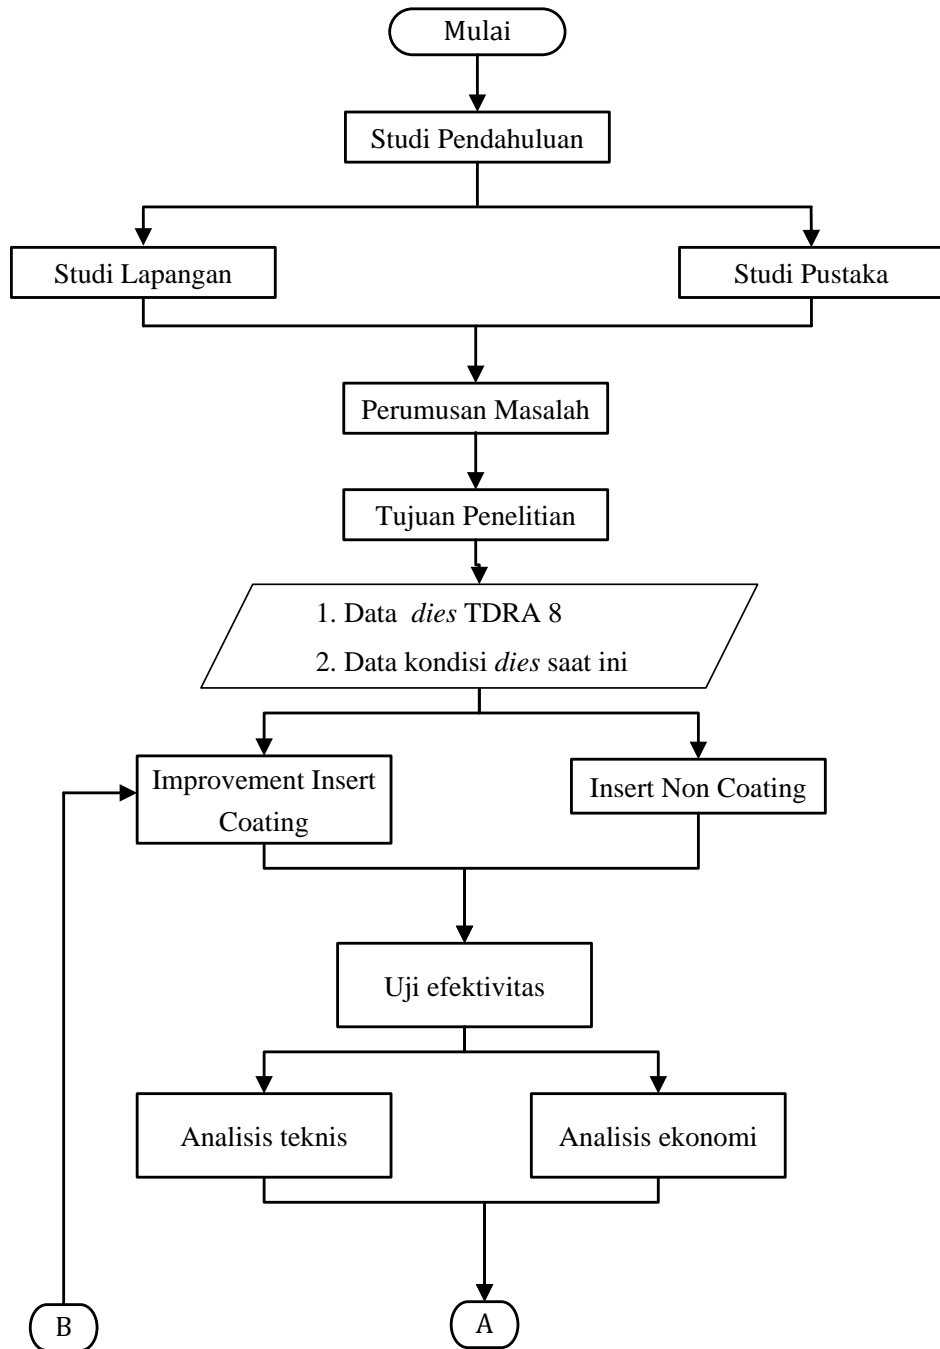 Mulai
Studi Pendahuluan
Studi Lapangan
Studi Pustaka
Perumusan Masalah
Tujuan Penelitian
1. Data dies TDRA 8
2. Data kondisi dies saat ini
Improvement Insert
Coating
Insert Non Coating
Uji efektivitas
Analisis teknis
Analisis ekonomi
B
A